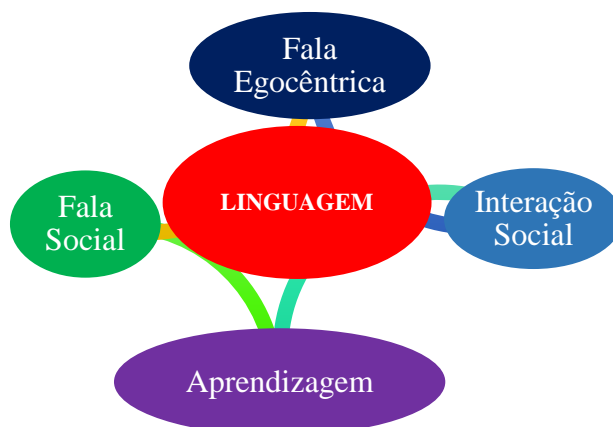 Fala
Egocêntrica
LINGUAGEM
Fala
Social
Interação
Social
Aprendizagem